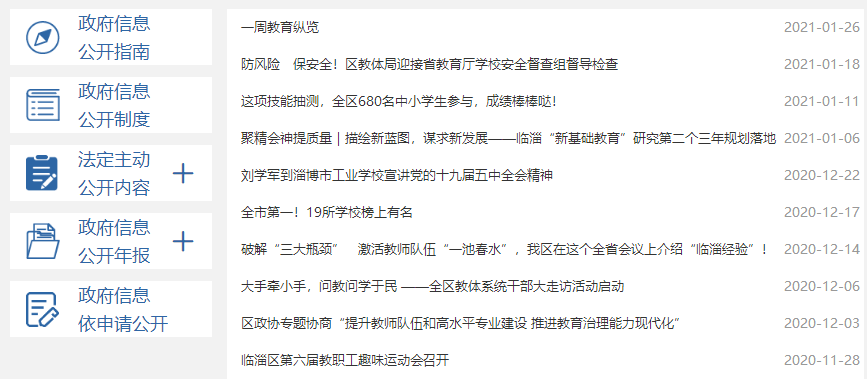 政府信息
公开指南
政府信息
公开制度
法定主动
公开内容
政府信息
公开年报
政府信息
依申请公开
一周教育纵览 2021-01-26
防风险 保安全！区教体局迎接省教育厅学校安全督查组督导检查 2021-01-18
这项技能抽测，全区680名中小学生参与，成绩棒棒哒！ 2021-01-11
聚精会神提质量｜描绘新蓝图，谋求新发展——临淄“新基础教育”研究第二个三年规划落地 2021-01-06
刘学军到淄博市工业学校宣讲党的十九届五中全会精神 2020-12-22
全市第一！19所学校榜上有名 2020-12-17
破解“三大瓶颈” 激活教师队伍“一池春水”，我区在这个全省会议上介绍“临淄经验”！ 2020-12-14
大手牵小手，问教问学于民 ——全区教体系统干部大走访活动启动 2020-12-06
区政协专题协商“提升教师队伍和高水平专业建设 推进教育治理能力现代化” 2020-12-03
临淄区第六届教职工趣味运动会召开 2020-11-28